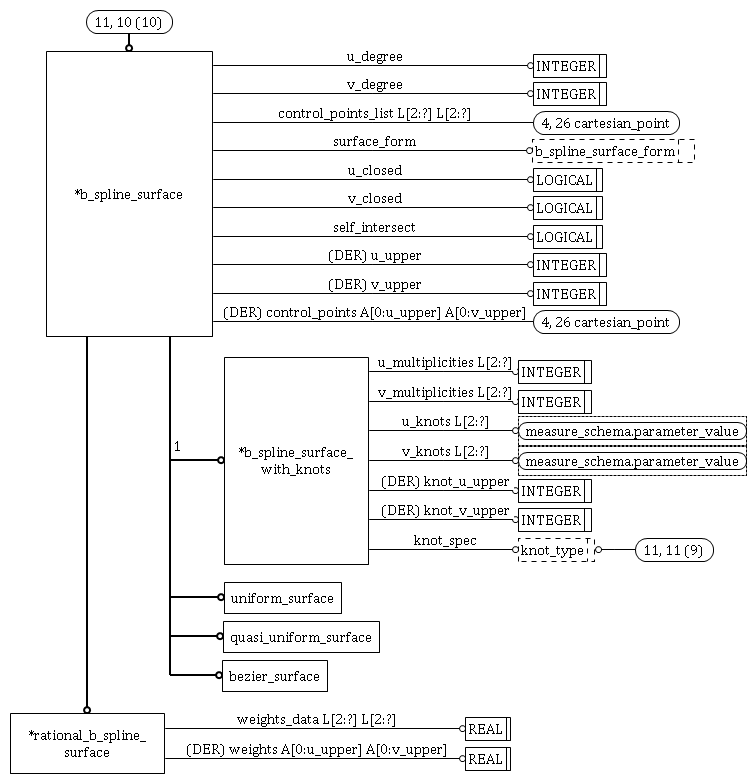 11, 10 (10)
*b_spline_surface
u_degree
INTEGER
v_degree
INTEGER
control_points_list L[2:?] L[2:?]
4, 26 cartesian_point
surface_form
b_spline_surface_form
u_closed
LOGICAL
v_closed
LOGICAL
self_intersect
LOGICAL
(DER) u_upper
INTEGER
(DER) v_upper
INTEGER
(DER) control_points A[0:u_upper] A[0:v_upper]
4, 26 cartesian_point
1
*b_spline_surface_
with_knots
u_multiplicities L[2:?]
INTEGER
v_multiplicities L[2:?]
INTEGER
u_knots L[2:?]
measure_schema.parameter_value
v_knots L[2:?]
measure_schema.parameter_value
(DER) knot_u_upper
INTEGER
(DER) knot_v_upper
INTEGER
knot_spec
knot_type
11, 11 (9)
uniform_surface
quasi_uniform_surface
bezier_surface
*rational_b_spline_
surface
weights_data L[2:?] L[2:?]
REAL
(DER) weights A[0:u_upper] A[0:v_upper]
REAL